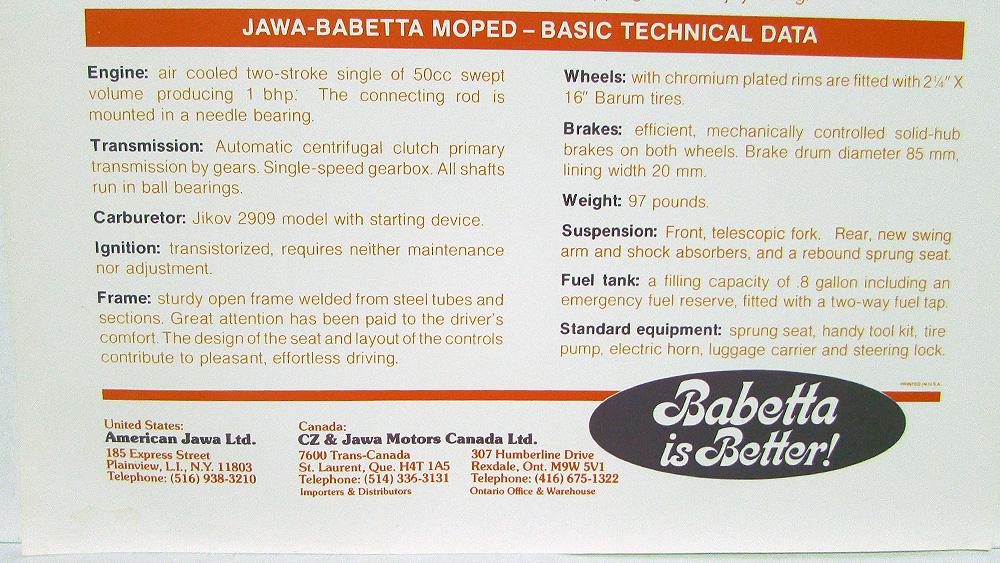 JAWA-BABETTA MOPED – BASIC TECHNICAL DATA
Engine: air cooled two-stroke single of 50cc swept
volume producing 1 bhp. The connecting rod is
mounted in a needle bearing.
Transmission: Automatic centrifugal clutch primary
transmission by gears. Single-speed gearbox. All shafts
run in ball bearings.
Carburetor: Jikov 2909 model with starting device.
Ignition: transistorized, requires neither maintenance
nor adjustment.
Frame: sturdy open frame welded from steel tubes and
sections. Great attention has been paid to the driver's
comfort. The design of the seat and layout of the controls
contribute to pleasant, effortless driving.
Wheels: with chromium plated rims are fitted with 2¼" X
16" Barum tires.
Brakes: efficient, mechanically controlled solid-hub
brakes on both wheels. Brake drum diameter 85 mm,
lining width 20 mm.
Weight: 97 pounds.
Suspension: Front, telescopic fork. Rear, new swing
arm and shock absorbers, and a rebound sprung seat.
Fuel tank: a filling capacity of .8 gallon including an
emergency fuel reserve, fitted with a two-way fuel tap.
Standard equipment: sprung seat, handy tool kit, tire
pump, electric horn, luggage carrier and steering lock.
PRINTED IN U.S.A.
United States:
American Jawa Ltd.
185 Express Street
Plainview, L.I., N.Y. 11803
Telephone: (516) 938-3210
Canada:
CZ & Jawa Motors Canada Ltd.
7600 Trans-Canada
St. Laurent, Que. H4T 1A5
Telephone: (514) 336-3131
Importers & Distributors
307 Humberline Drive
Rexdale, Ont. M9W 5V1
Telephone: (416) 675-1322
Ontario Office & Warehouse
Babetta
is Better!